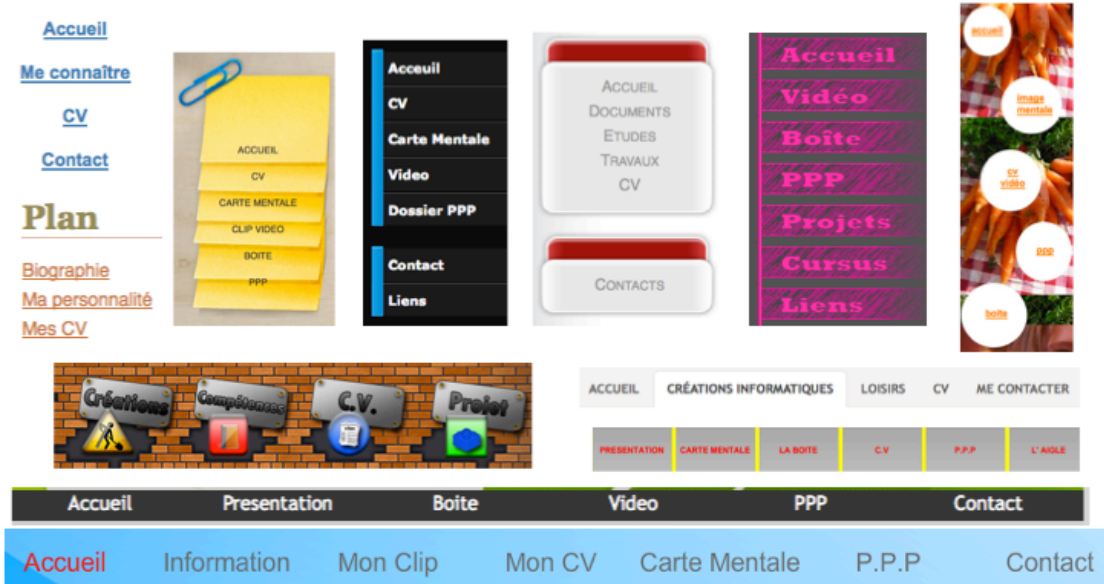 Accueil
Me connaître
CV
Contact
Plan
Biographie
Ma personnalité
Mes CV
ACCUEIL
CV
CARTE MENTALE
CLIP VIDEO
BOITE
PPP
Acceuil
CV
Carte Mentale
Video
Dossier PPP
Contact
Liens
ACCUEIL
DOCUMENTS
ETUDES
TRAVAUX
CV
CONTACTS
Accueil
Vidéo
Boîte
PPP
Projets
Cursus
Liens
accueil
image
mentale
cv
vidéo
ppp
boite
Créations Compétences C.V. Projet
ACCUEIL CRÉATIONS INFORMATIQUES LOISIRS CV ME CONTACTER
PRESENTATION CARTE MENTALE LA BOITE C.V P.P.P L' AIGLE
Accueil Presentation Boite Video PPP Contact
Accueil Information Mon Clip Mon CV Carte Mentale P.P.P Contact